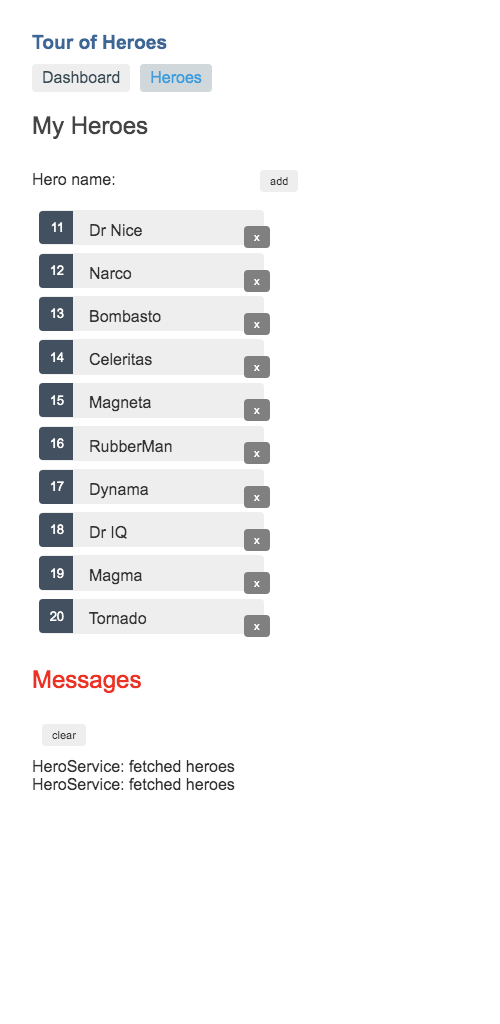 Tour of Heroes
Dashboard Heroes
My Heroes
Hero name: add
11 Dr Nice x
12 Narco x
13 Bombasto x
14 Celeritas x
15 Magneta x
16 RubberMan x
17 Dynama x
18 Dr IQ x
19 Magma x
20 Tornado x
Messages
clear
HeroService: fetched heroes
HeroService: fetched heroes